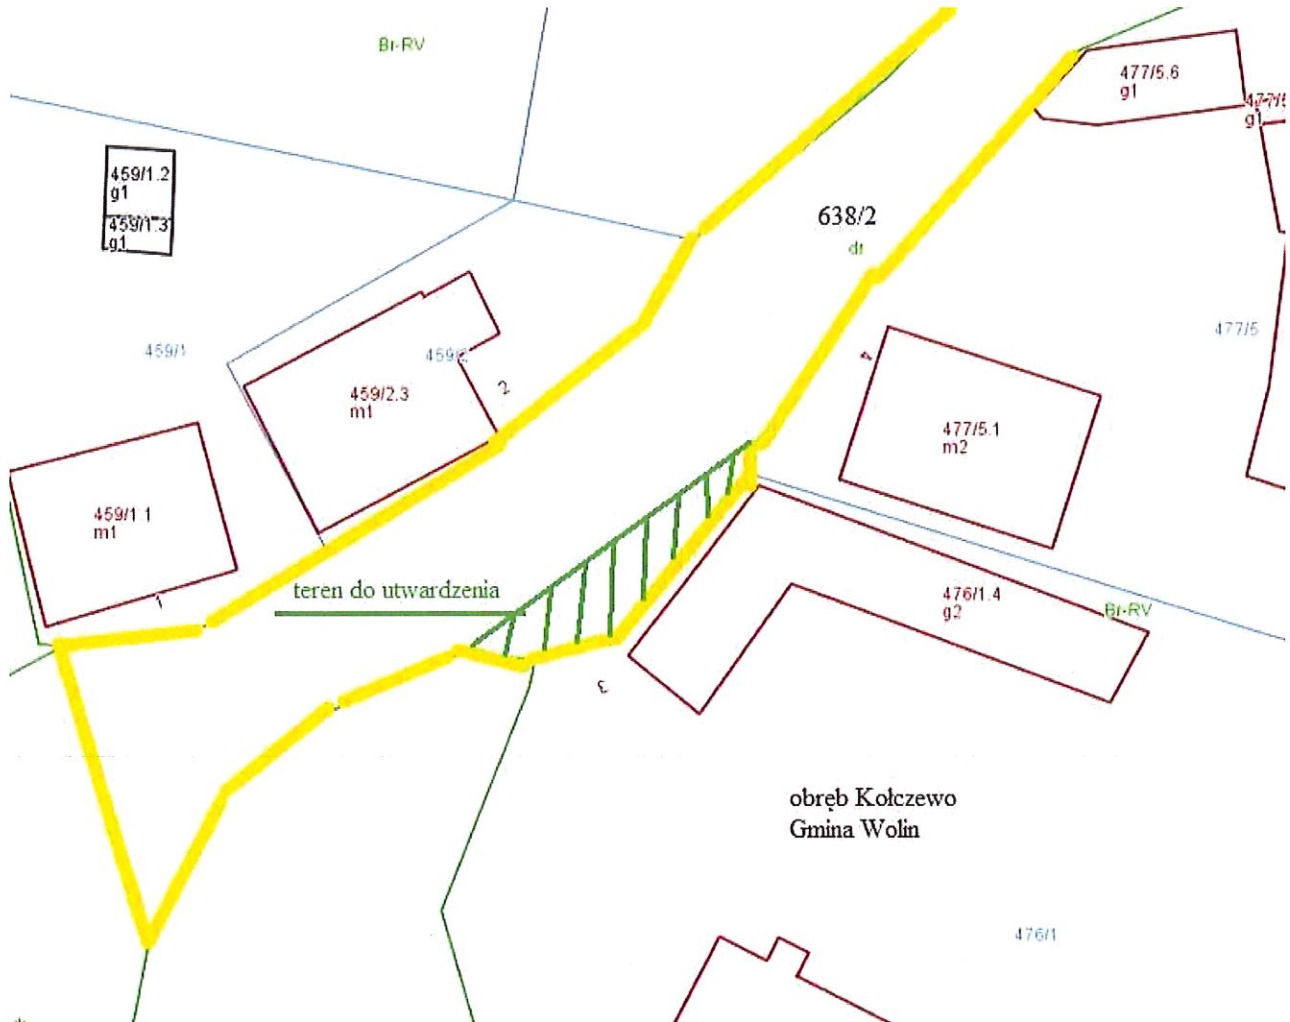 Br-RV
477/5.6
g1
g1
459/1.2
g1
459/1.3
g1
638/2
dr
477/5
459/1
459/2.3
m1
2
4
477/5.1
m2
459/1.1
m1
1
teren do utwardzenia
476/1.4
g2
Br-RV
3
obręb Kołczewo
Gmina Wolin
476/1